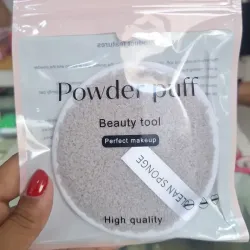 Powder puff
Beauty tool
Perfect makeup
CLEAN SPONGE
High quality